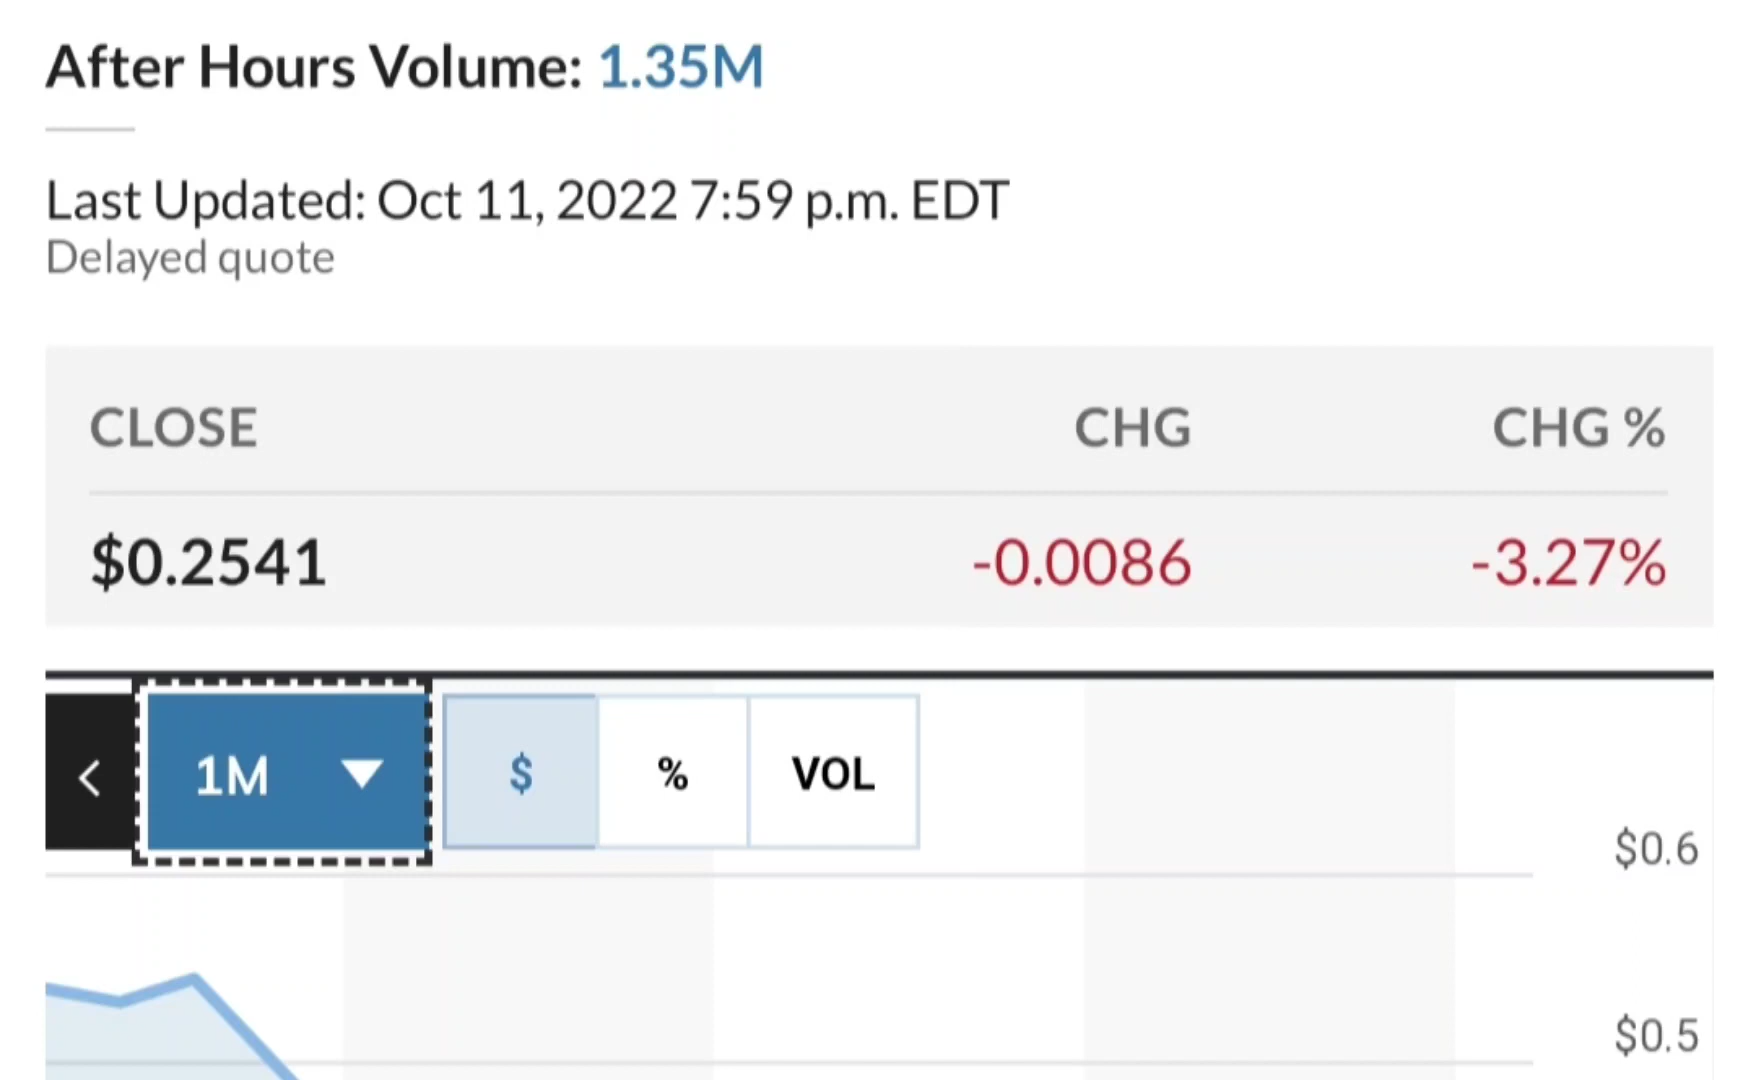 After Hours Volume: 1.35M
Last Updated: Oct 11, 2022 7:59 p.m. EDT
Delayed quote
CLOSE CHG CHG %
$0.2541 -0.0086 -3.27%
1M $ % VOL
$0.6
$0.5